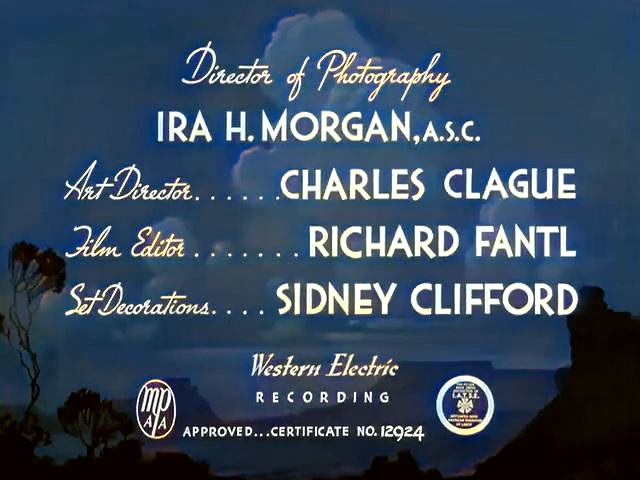 Director of Photography
IRA H. MORGAN, A.S.C.
Art Director......CHARLES CLAGUE
Film Editor.......RICHARD FANTL
Set Decorations....SIDNEY CLIFFORD
Western Electric
RECORDING
MPAA
APPROVED...CERTIFICATE NO. 12924
I.A.T.S.E.